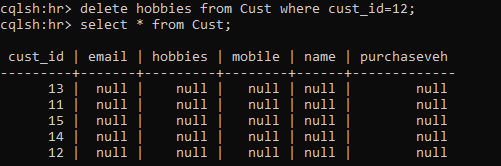 cqlsh:hr> delete hobbies from Cust where cust_id=12;
cqlsh:hr> select * from Cust;
cust_id | email | hobbies | mobile | name | purchaseveh
---------+-------+---------+--------+------+-------------
13 | null | null | null | null | null
11 | null | null | null | null | null
15 | null | null | null | null | null
14 | null | null | null | null | null
12 | null | null | null | null | null